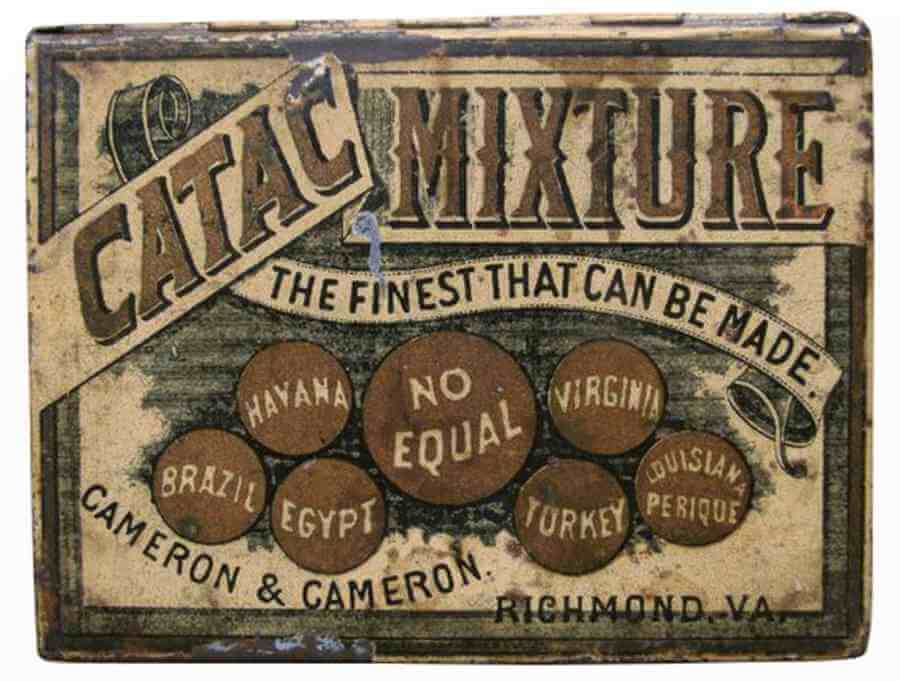 CATAC MIXTURE
THE FINEST THAT CAN BE MADE.
NO
EQUAL
HAVANA
VIRGINIA
BRAZIL
EGYPT
TURKEY
LOUISIANA
PERIQUE
CAMERON & CAMERON.
RICHMOND, VA.